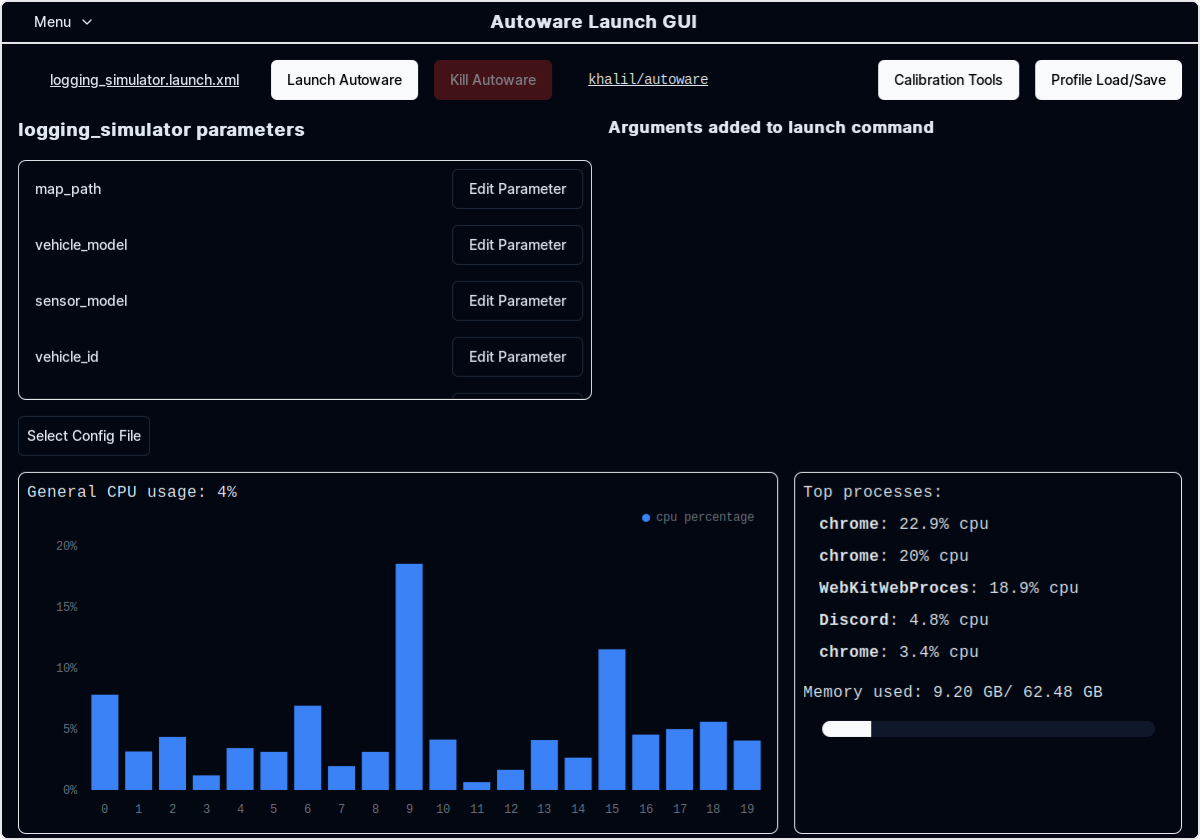 Menu
Autoware Launch GUI
logging_simulator.launch.xml
Launch Autoware
Kill Autoware
khalil/autoware
Calibration Tools
Profile Load/Save
logging_simulator parameters
Arguments added to launch command
map_path
Edit Parameter
vehicle_model
Edit Parameter
sensor_model
Edit Parameter
vehicle_id
Edit Parameter
Select Config File
General CPU usage: 4%
cpu percentage
20%
15%
10%
5%
0%
0 1 2 3 4 5 6 7 8 9 10 11 12 13 14 15 16 17 18 19
Top processes:
chrome: 22.9% cpu
chrome: 20% cpu
WebKitWebProces: 18.9% cpu
Discord: 4.8% cpu
chrome: 3.4% cpu
Memory used: 9.20 GB/ 62.48 GB